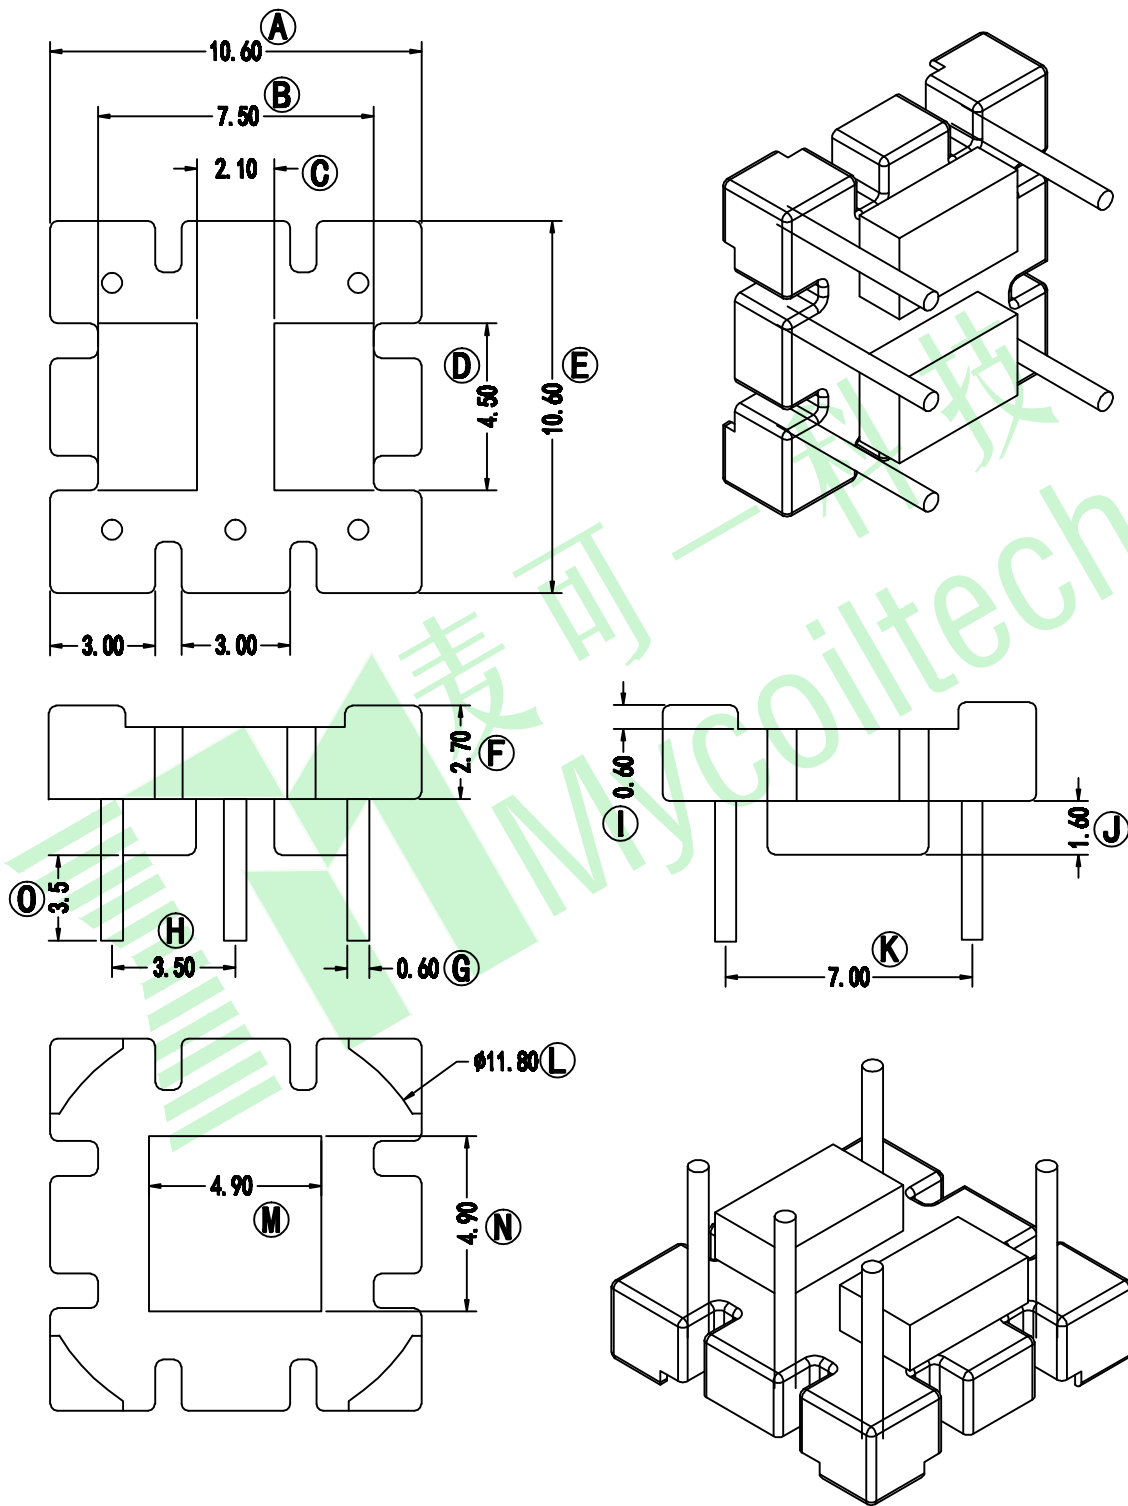 A
10.60
B
7.50
2.10 C
D
4.50
E
10.60
3.00 3.00
麦可一科技
Mycoiltech
2.70 F
0.60
I
1.60 J
O 3.5
H
3.50
0.60 G
K
7.00
ø11.80 L
4.90
M
4.90 N